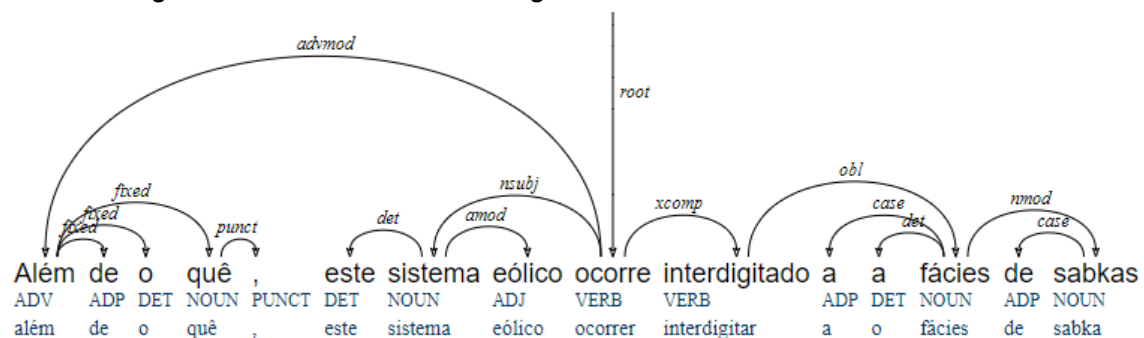 advmod
root
nsubj
obl
fixed
xcomp
nmod
fixed
case
fixed
punct
det
amod
det
case
Além de o quê , este sistema eólico ocorre interdigitado a a fácies de sabkas
ADV ADP DET NOUN PUNCT DET NOUN ADJ VERB VERB ADP DET NOUN ADP NOUN
além de o quê , este sistema eólico ocorrer interdigitar a o fácies de sabka